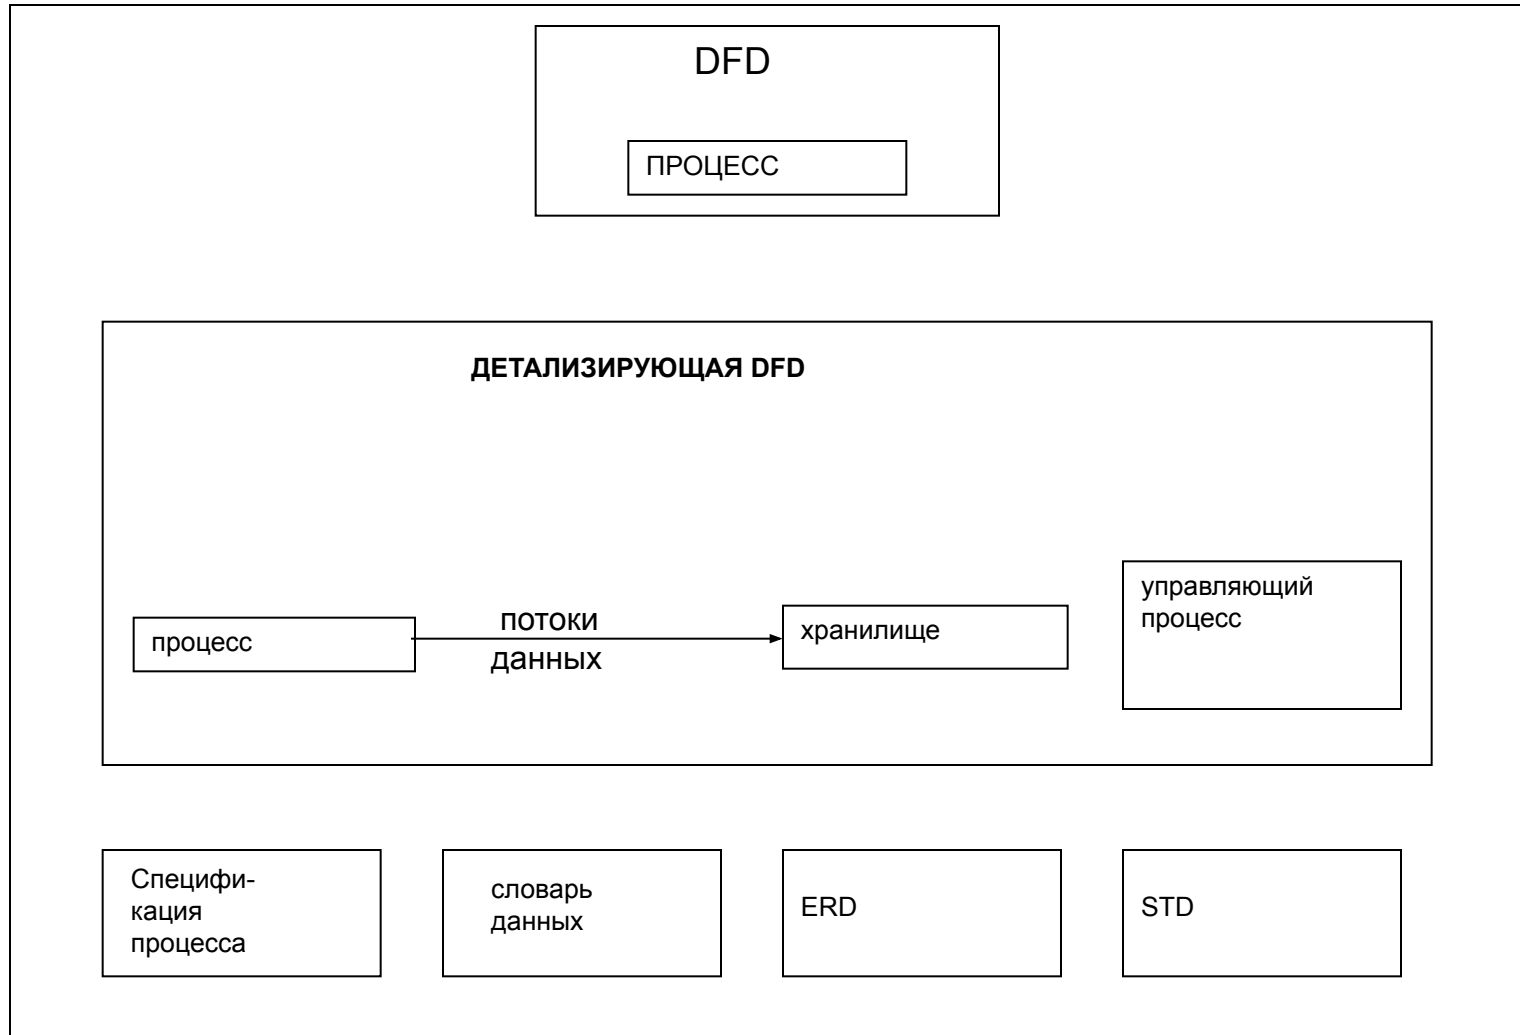 DFD
ПРОЦЕСС
ДЕТАЛИЗИРУЮЩАЯ DFD
управляющий
процесс
процесс
потоки
данных
хранилище
Специфи-
кация
процесса
словарь
данных
ERD
STD